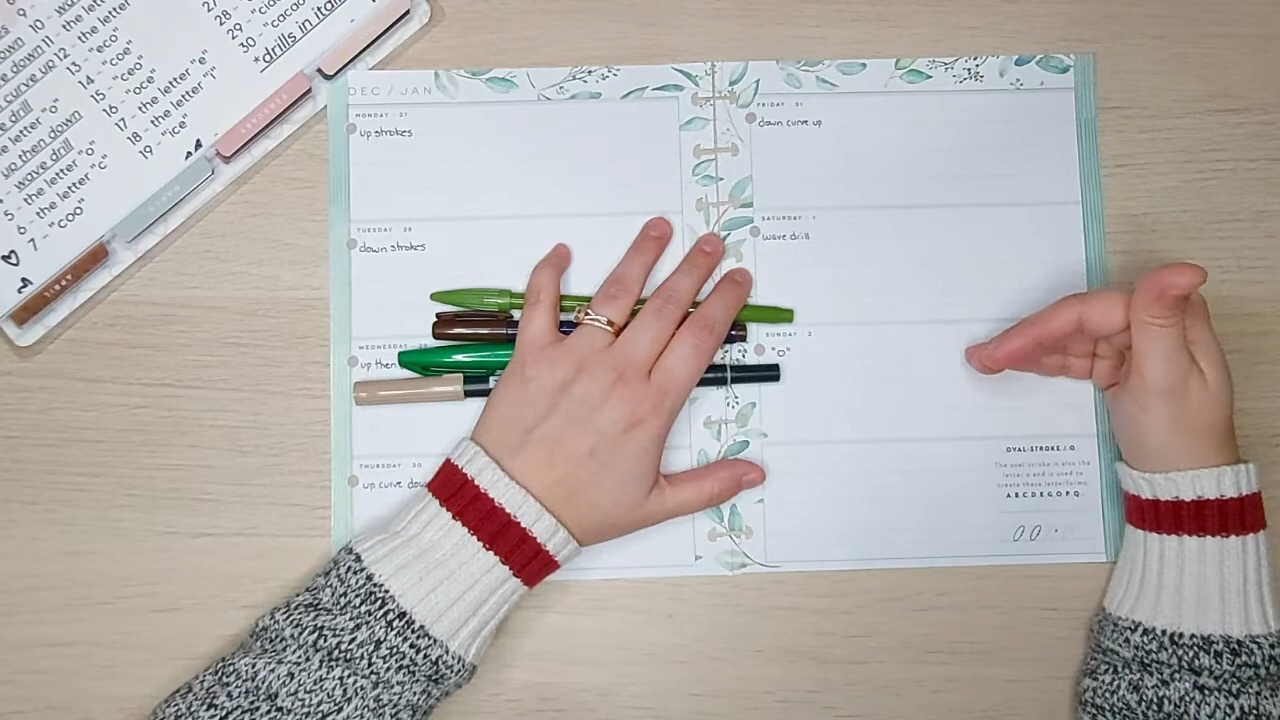 down
10 - wa
11 - the lette
down
12 - the letter
curve up
13 - "eco"
14 - "coe"
15 - "ceo"
16 - "oce"
17 - the letter "e"
18 - the letter "i"
19 - "ice"
27
28 -
29 - "cia
30 - "cacao
*drills in itali
drill
letter "o"
up then down
- wave drill
5 - the letter "o"
6 - the letter "c"
7 - "coo"
APRIL
MARCH
FEBRUARY
DEC / JAN
MONDAY · 27
up strokes
TUESDAY · 28
down strokes
WEDNESDAY · 29
up then
THURSDAY · 30
up curve dow
FRIDAY · 31
down curve up
SATURDAY · 1
wave drill
SUNDAY · 2
"O"
OVAL-STROKE / O
The oval stroke is also the
letter o and is used to
create these letterforms:
A, B, C, D, E, G, O, P, Q